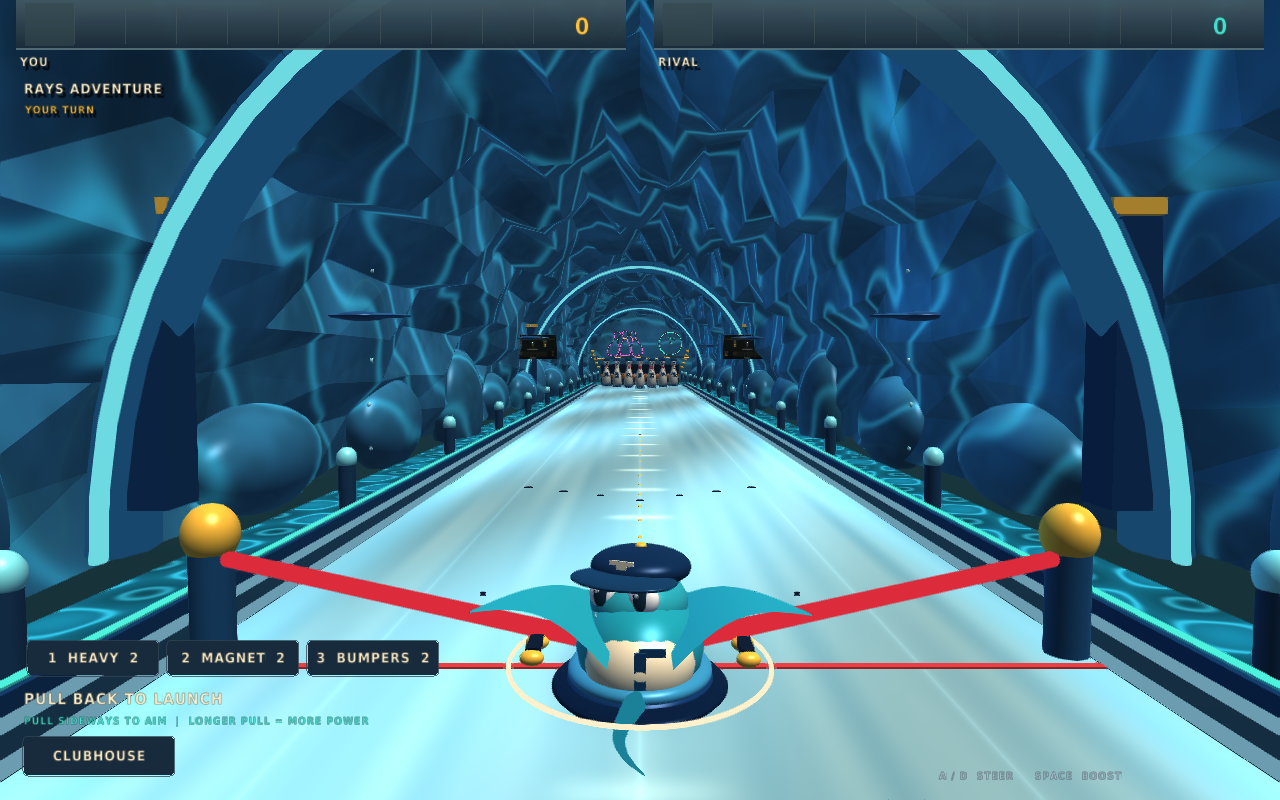 0
0
YOU
RIVAL
RAYS ADVENTURE
YOUR TURN
1 HEAVY 2
2 MAGNET 2
3 BUMPERS 2
PULL BACK TO LAUNCH
PULL SIDEWAYS TO AIM | LONGER PULL = MORE POWER
CLUBHOUSE
A / D STEER SPACE BOOST